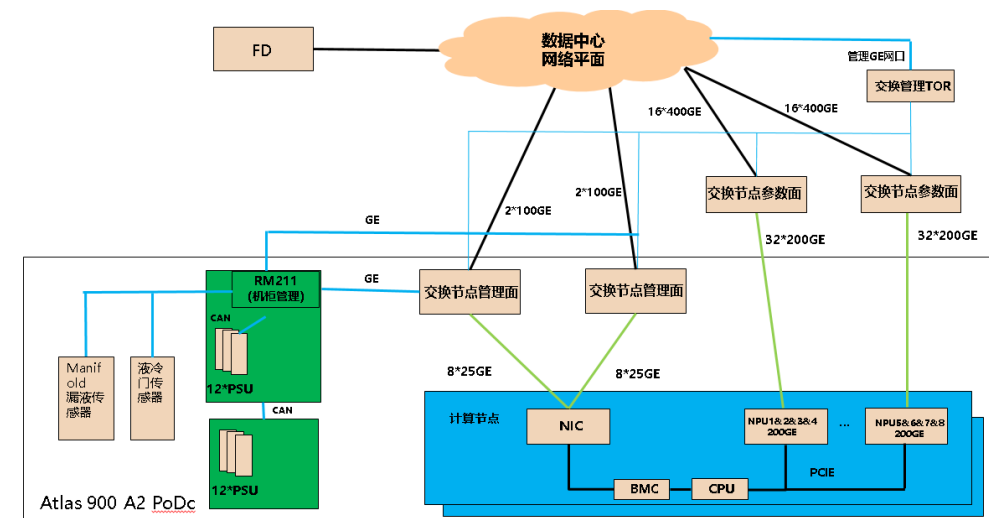 FD
数据中心
网络平面
管理GE网口
交换管理TOR
16*400GE
16*400GE
2*100GE
2*100GE
交换节点参数面
交换节点参数面
GE
32*200GE
32*200GE
RM211
(机柜管理)
GE
交换节点管理面
交换节点管理面
CAN
12*PSU
Manif
old
漏液传
感器
液冷
门传
感器
8*25GE
8*25GE
CAN
12*PSU
计算节点
NIC
NPU1&2&3&4
200GE
...
NPU5&6&7&8
200GE
PCIE
BMC
CPU
Atlas 900 A2 PoDc